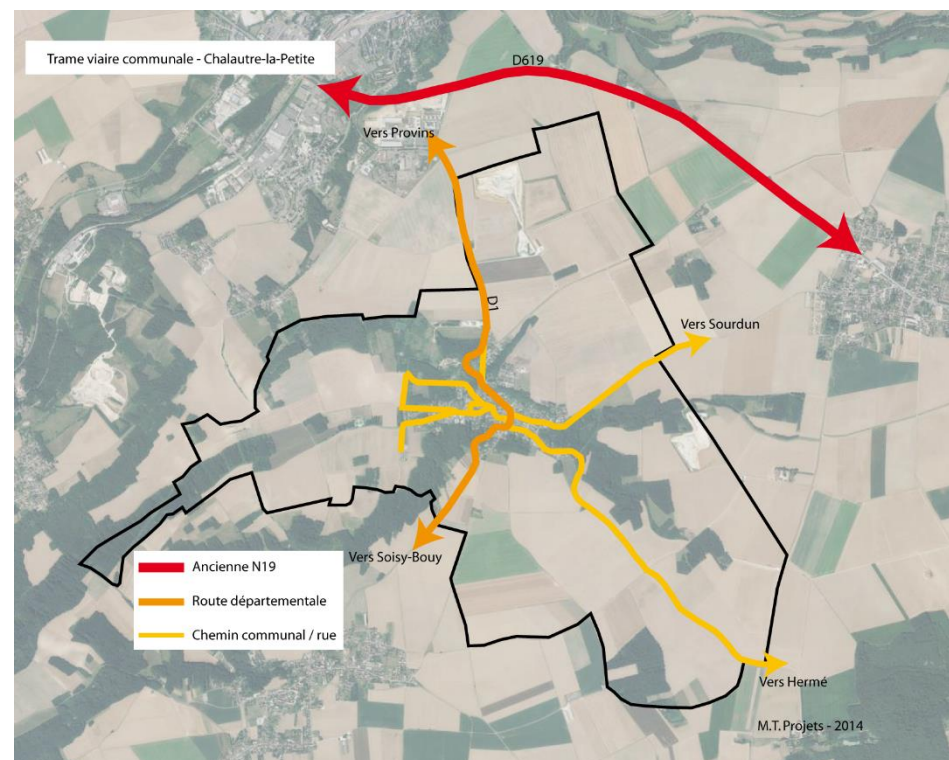 Trame viaire communale - Chalautre-la-Petite
D619
Vers Provins
D1
Vers Sourdun
Vers Soisy-Bouy
Ancienne N19
Route départementale
Chemin communal / rue
Vers Hermé
M.T.Projets - 2014